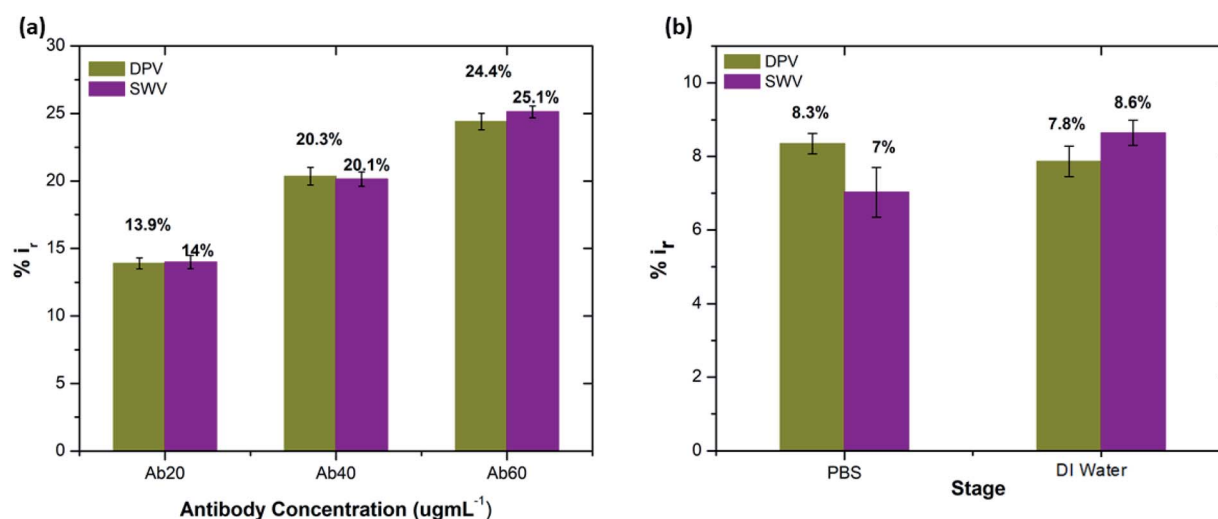 (a)
30
25
20
15
10
5
0
% i_r
DPV
SWV
13.9%
14%
20.3%
20.1%
24.4%
25.1%
Ab20
Ab40
Ab60
Antibody Concentration (ugmL⁻¹)
(b)
10
8
6
4
2
0
% i_r
DPV
SWV
8.3%
7%
7.8%
8.6%
PBS
DI Water
Stage